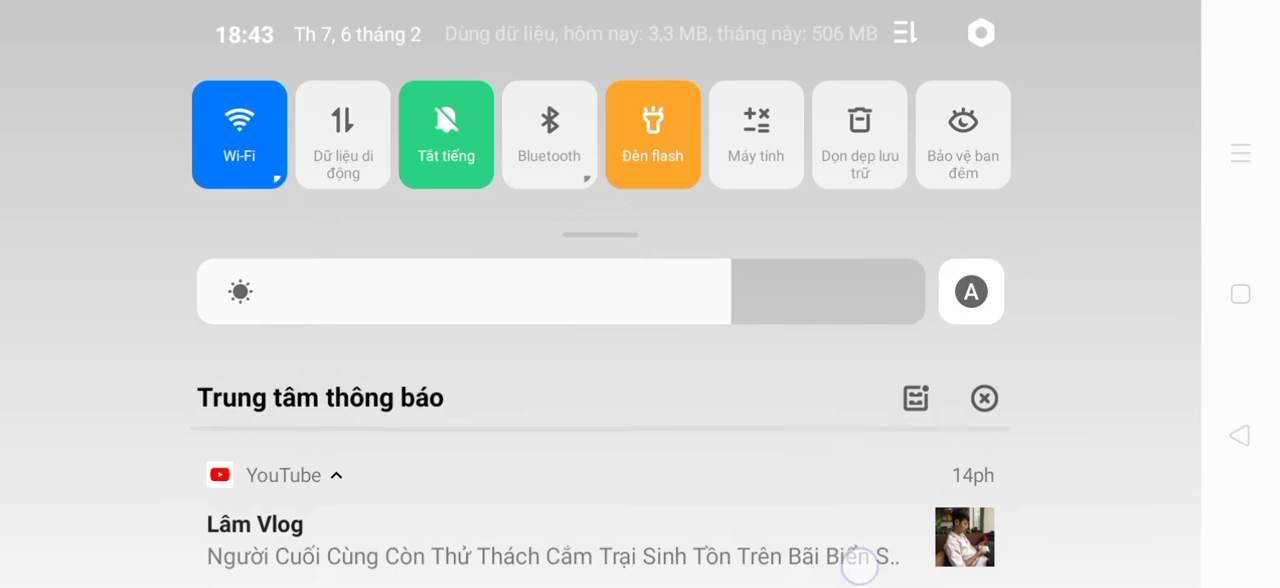 18:43 Th 7, 6 tháng 2 Dùng dữ liệu, hôm nay: 3,3 MB, tháng này: 506 MB
Wi-Fi
Dữ liệu di động
Tắt tiếng
Bluetooth
Đèn flash
Máy tính
Dọn dẹp lưu trữ
Bảo vệ ban đêm
A
Trung tâm thông báo
YouTube 14ph
Lâm Vlog
Người Cuối Cùng Còn Thử Thách Cắm Trại Sinh Tồn Trên Bãi Biển S..